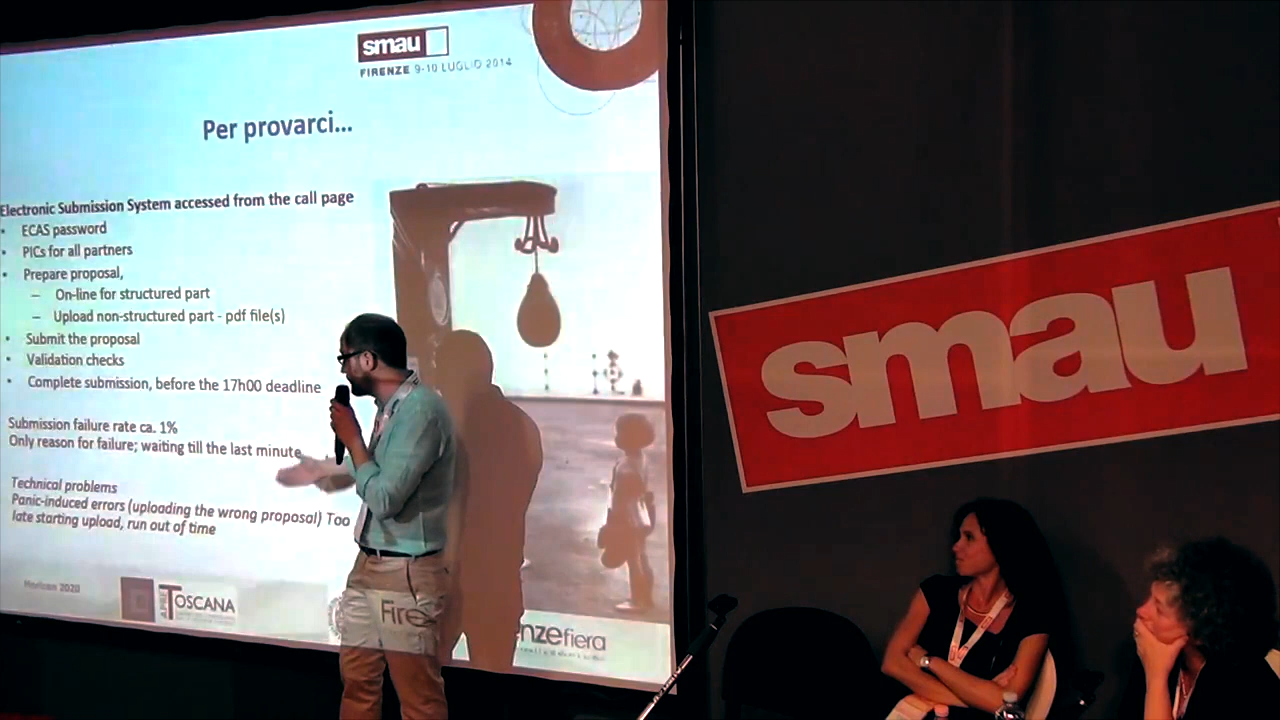 smau
FIRENZE 9-10 LUGLIO 2014
Per provarci...
Electronic Submission System accessed from the call page
• ECAS password
• PICs for all partners
• Prepare proposal,
– On-line for structured part
– Upload non-structured part - pdf file(s)
• Submit the proposal
• Validation checks
• Complete submission, before the 17h00 deadline
Submission failure rate ca. 1%
Only reason for failure; waiting till the last minute
Technical problems
Panic-induced errors (uploading the wrong proposal) Too
late starting upload, run out of time
Horizon 2020
APRE TOSCANA
Fire
nzefiera
smau